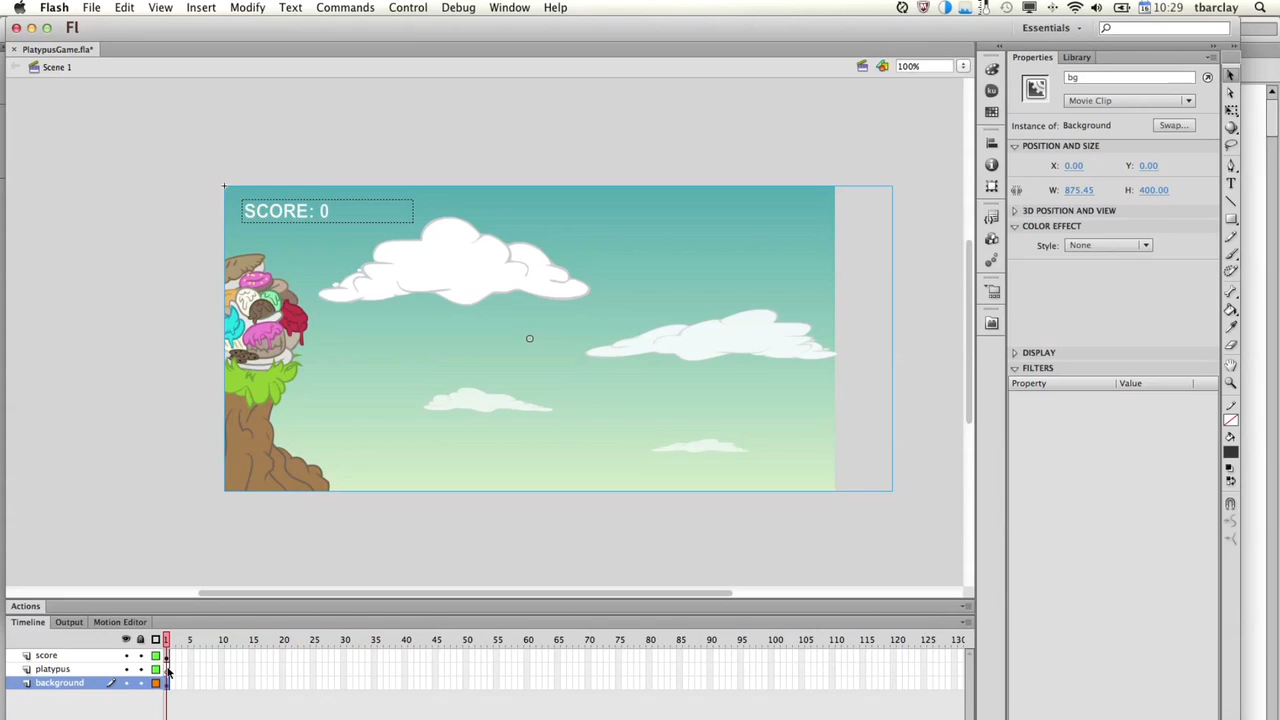 Flash File Edit View Insert Modify Text Commands Control Debug Window Help 16 10:29 tbarclay
Fl Essentials
PlatypusGame.fla*
Scene 1 100%
Properties Library
bg
Movie Clip
Instance of: Background Swap...
POSITION AND SIZE
X: 0.00 Y: 0.00
W: 875.45 H: 400.00
3D POSITION AND VIEW
COLOR EFFECT
Style: None
DISPLAY
FILTERS
Property Value
SCORE: 0
Actions
Timeline Output Motion Editor
1 5 10 15 20 25 30 35 40 45 50 55 60 65 70 75 80 85 90 95 100 105 110 115 120 125 130
score
platypus
background